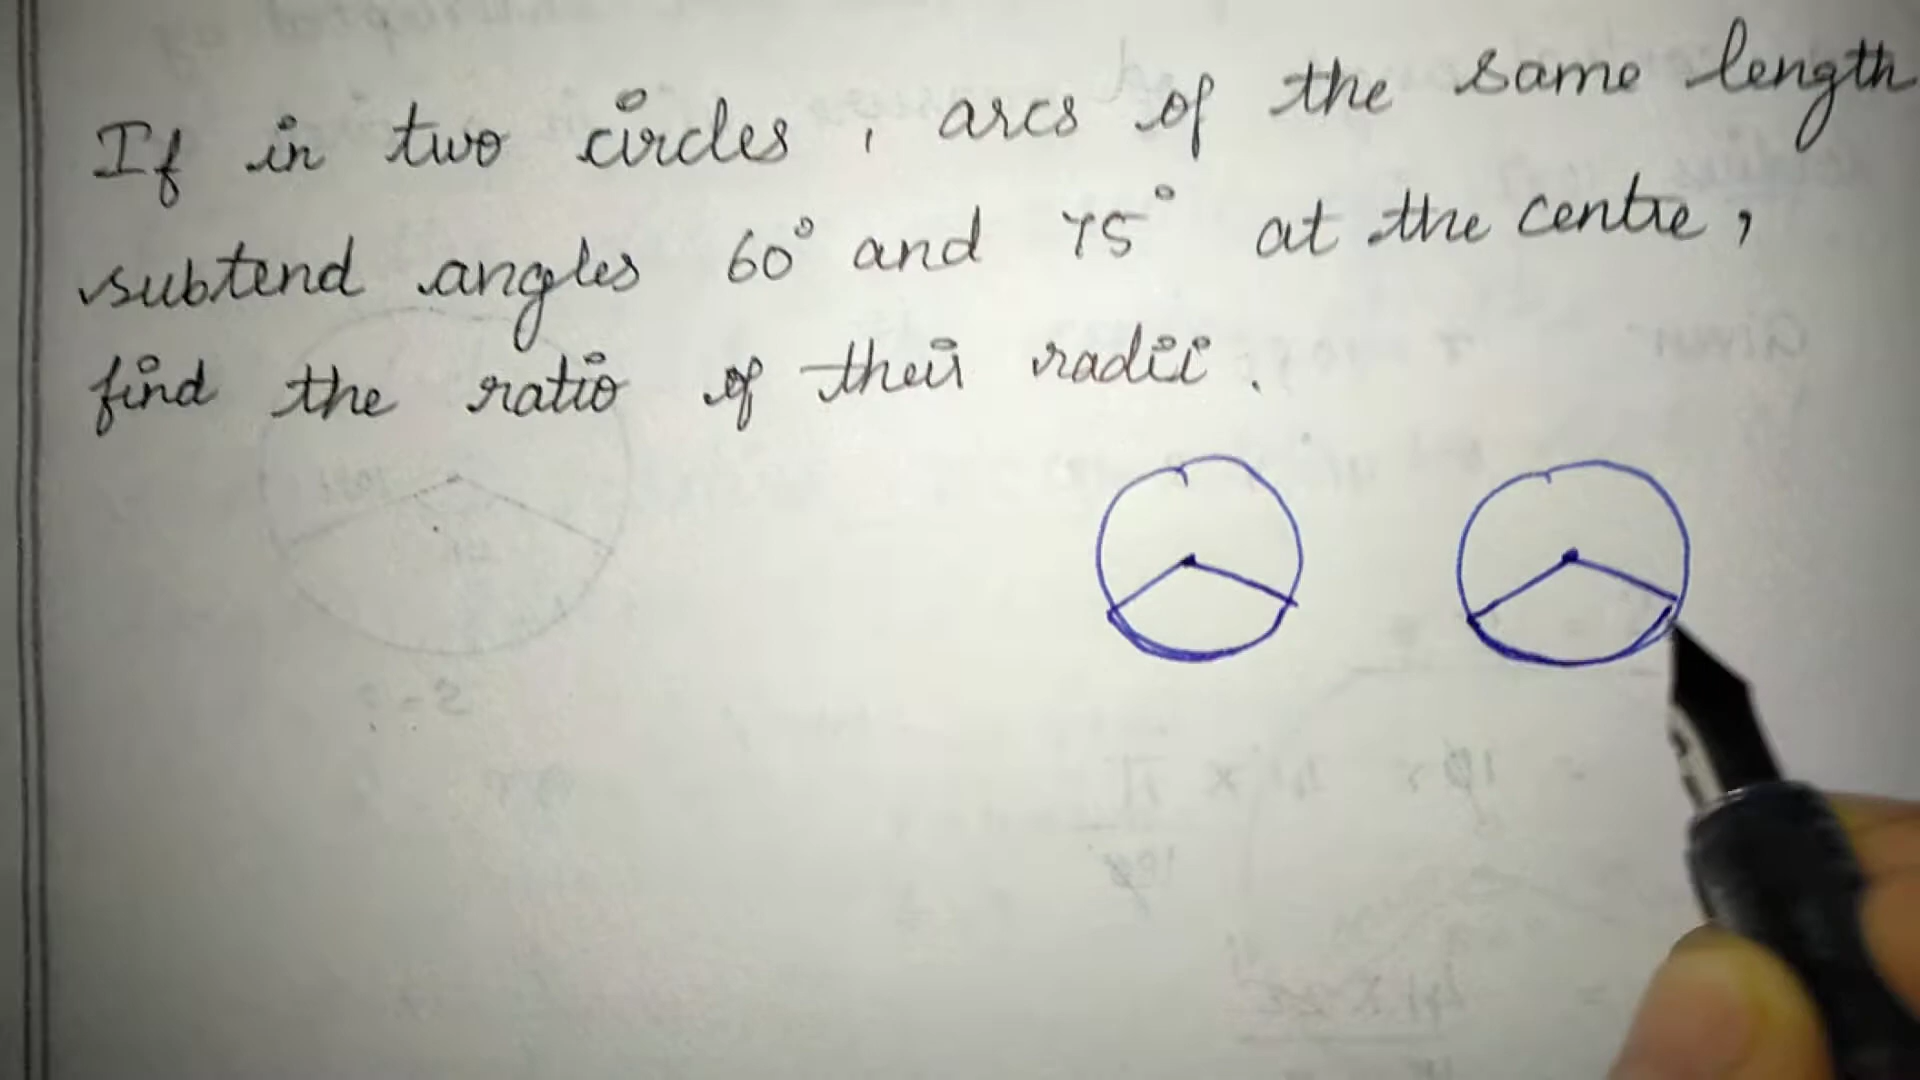 If in two circles, arcs of the same length
subtend angles 60° and 75° at the centre,
find the ratio of their radii.